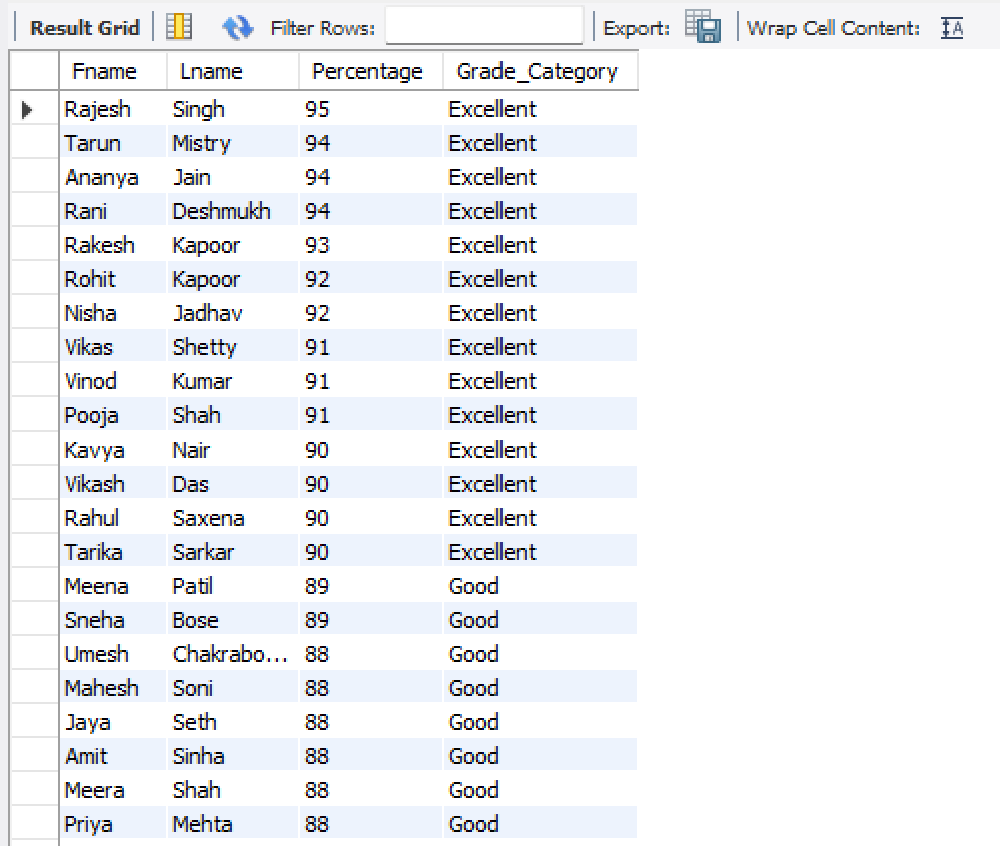 Result Grid Filter Rows: Export: Wrap Cell Content: IA
Fname Lname Percentage Grade_Category
Rajesh Singh 95 Excellent
Tarun Mistry 94 Excellent
Ananya Jain 94 Excellent
Rani Deshmukh 94 Excellent
Rakesh Kapoor 93 Excellent
Rohit Kapoor 92 Excellent
Nisha Jadhav 92 Excellent
Vikas Shetty 91 Excellent
Vinod Kumar 91 Excellent
Pooja Shah 91 Excellent
Kavya Nair 90 Excellent
Vikash Das 90 Excellent
Rahul Saxena 90 Excellent
Tarika Sarkar 90 Excellent
Meena Patil 89 Good
Sneha Bose 89 Good
Umesh Chakrabo... 88 Good
Mahesh Soni 88 Good
Jaya Seth 88 Good
Amit Sinha 88 Good
Meera Shah 88 Good
Priya Mehta 88 Good